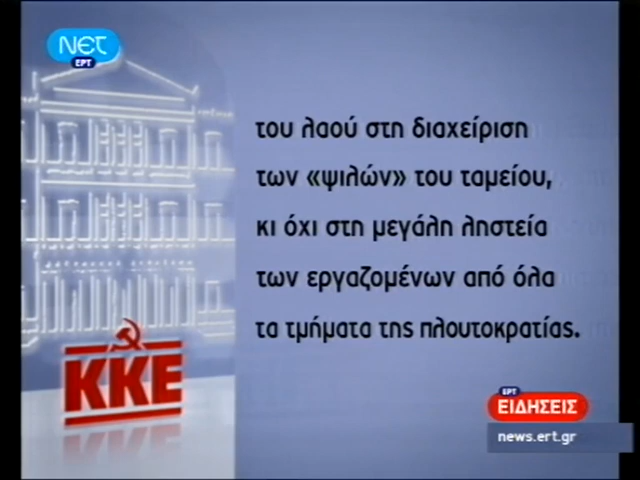 ΝΕΤ
ΕΡΤ
του λαού στη διαχείριση
των «ψιλών» του ταμείου,
κι όχι στη μεγάλη ληστεία
των εργαζομένων από όλα
τα τμήματα της πλουτοκρατίας.
ΚΚΕ
ΕΡΤ
ΕΙΔΗΣΕΙΣ
news.ert.gr